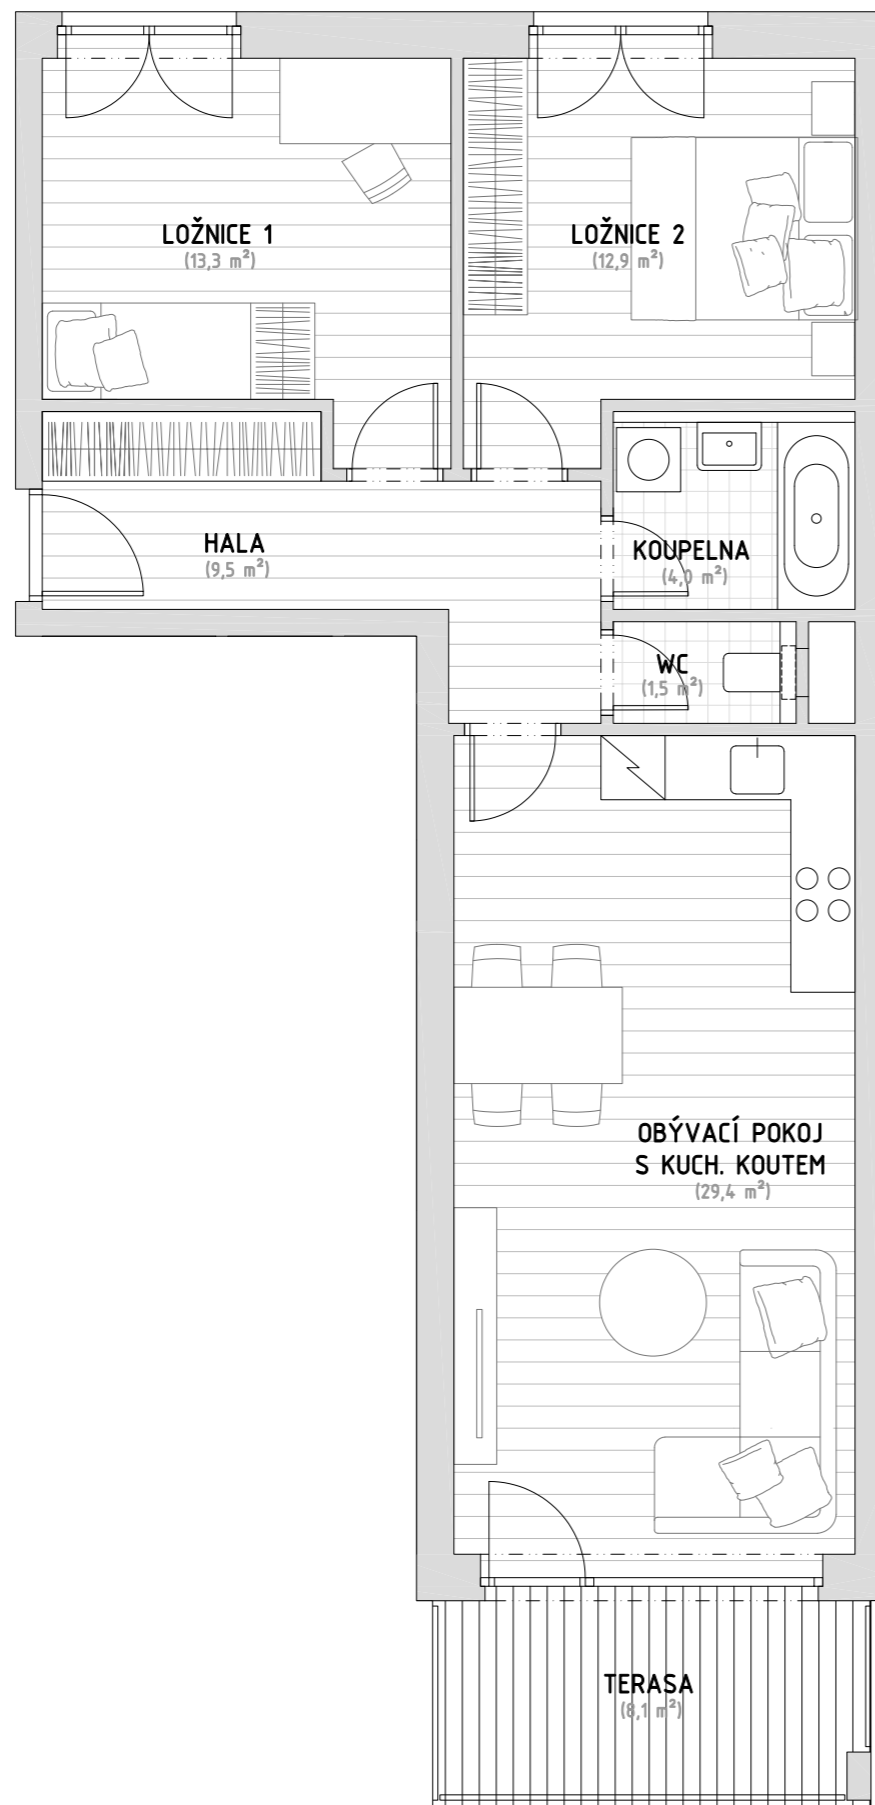 LOŽNICE 1
(13,3 m²)
LOŽNICE 2
(12,9 m²)
HALA
(9,5 m²)
KOUPELNA
(4,0 m²)
WC
(1,5 m²)
OBÝVACÍ POKOJ
S KUCH. KOUTEM
(29,4 m²)
TERASA
(8,1 m²)